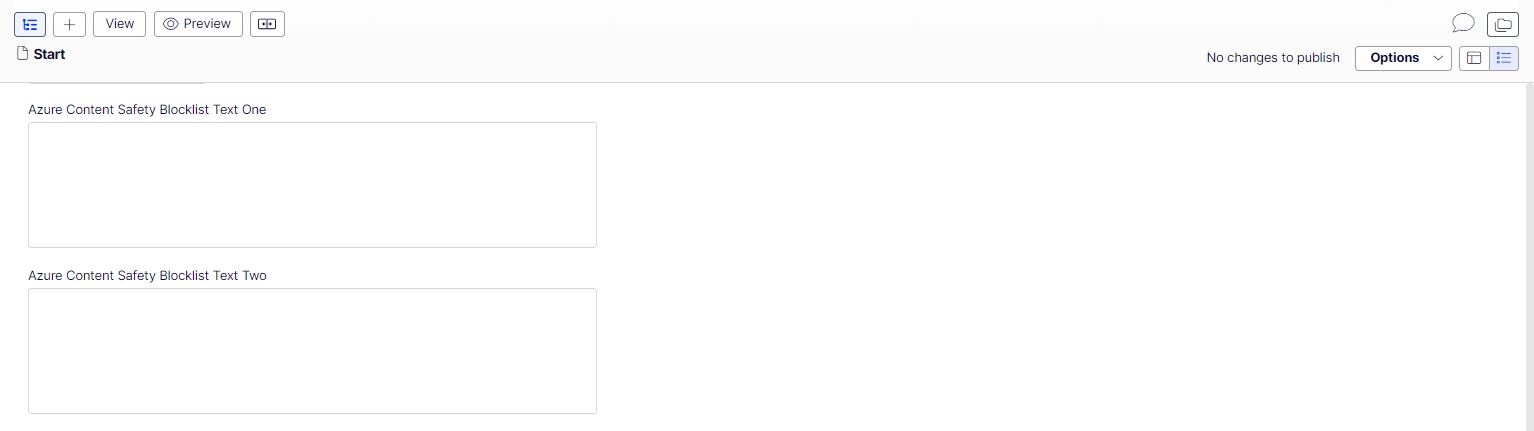 View Preview
Start
No changes to publish Options
Azure Content Safety Blocklist Text One
Azure Content Safety Blocklist Text Two